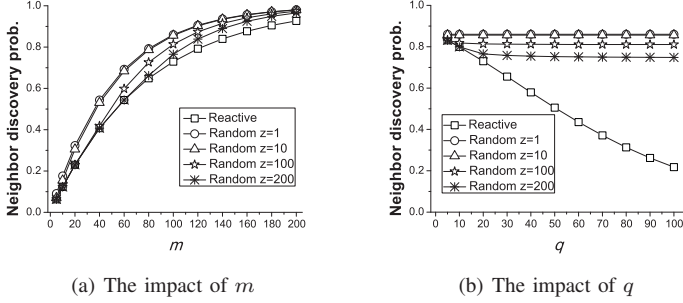 Neighbor discovery prob.
1.0
0.8
0.6
0.4
0.2
0.0
Reactive
Random z=1
Random z=10
Random z=100
Random z=200
0 20 40 60 80 100 120 140 160 180 200
m
(a) The impact of m
Neighbor discovery prob.
1.0
0.8
0.6
0.4
0.2
0.0
Reactive
Random z=1
Random z=10
Random z=100
Random z=200
0 10 20 30 40 50 60 70 80 90 100
q
(b) The impact of q